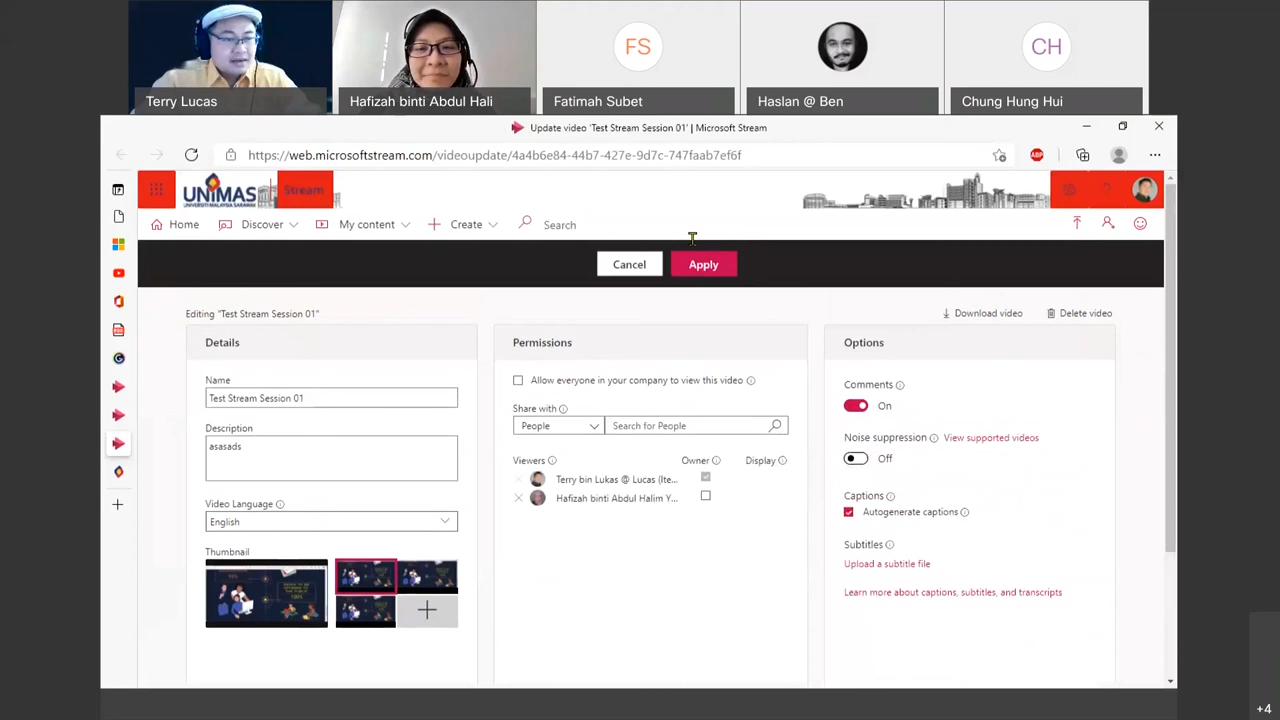 Terry Lucas
Hafizah binti Abdul Hali
FS
Fatimah Subet
Haslan @ Ben
CH
Chung Hung Hui
Update video 'Test Stream Session 01' | Microsoft Stream
https://web.microsoftstream.com/videoupdate/4a4b6e84-44b7-427e-9d7c-747faab7ef6f
ABP
UNIMAS
UNIVERSITI MALAYSIA SARAWAK
Stream
Home
Discover
My content
Create
Search
Cancel
Apply
Editing "Test Stream Session 01"
Download video
Delete video
Details
Name
Test Stream Session 01
Description
asasads
Video Language
English
Thumbnail
Permissions
Allow everyone in your company to view this video
Share with
People
Search for People
Viewers
Owner
Display
Terry bin Lukas @ Lucas (Ite...
Hafizah binti Abdul Halim Y...
Options
Comments
On
Noise suppression
View supported videos
Off
Captions
Autogenerate captions
Subtitles
Upload a subtitle file
Learn more about captions, subtitles, and transcripts
+4